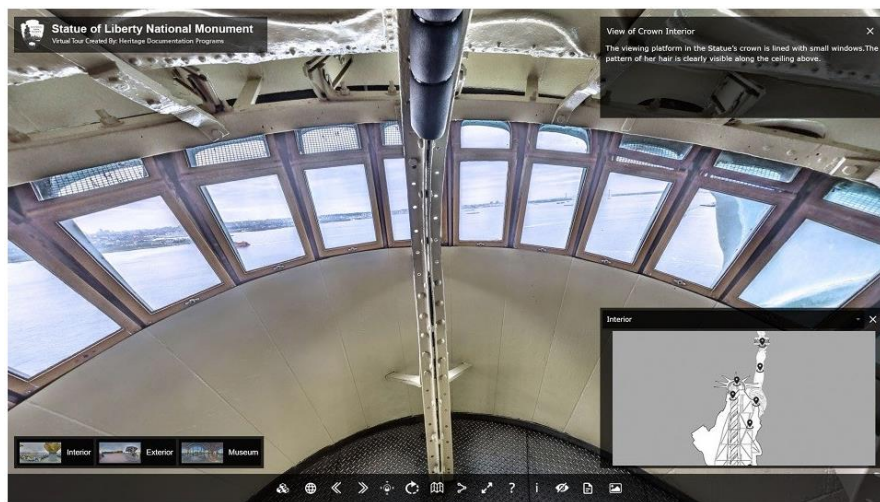 Statue of Liberty National Monument
Virtual Tour Created By: Heritage Documentation Programs
View of Crown Interior
The viewing platform in the Statue's crown is lined with small windows.The
pattern of her hair is clearly visible along the ceiling above.
Interior
Interior
Exterior
Museum